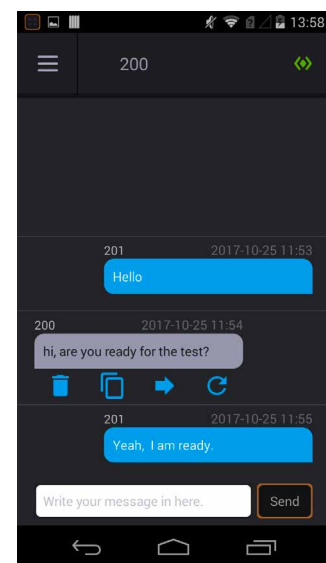 13:58
200
201 2017-10-25 11:53
Hello
200 2017-10-25 11:54
hi, are you ready for the test?
201 2017-10-25 11:55
Yeah, I am ready.
Write your message in here. Send